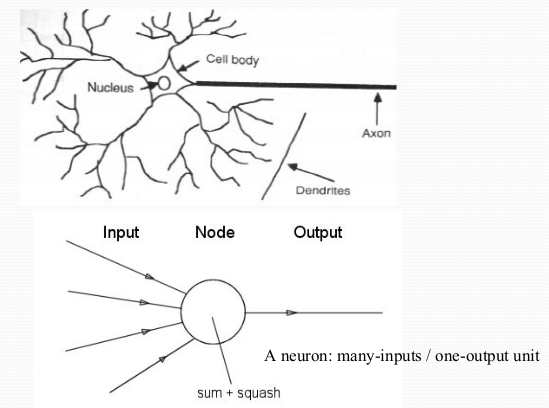 Cell body
Nucleus
Axon
Dendrites
Input Node Output
A neuron: many-inputs / one-output unit
sum + squash